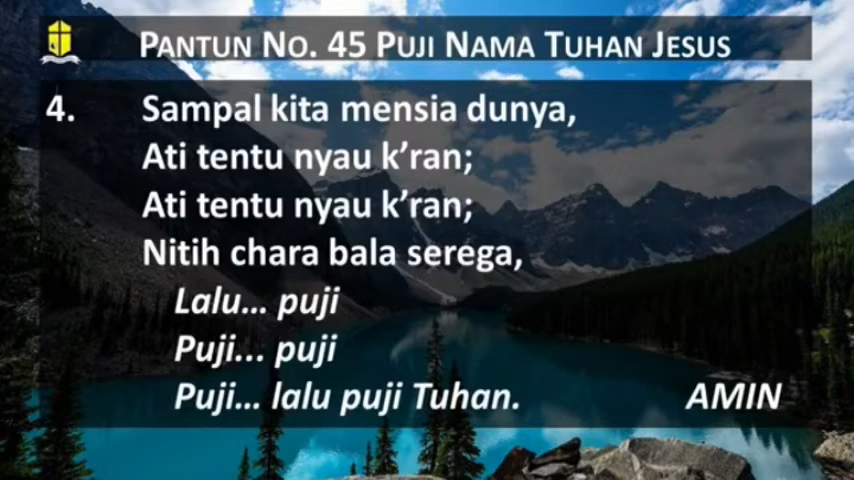 PANTUN NO. 45 PUJI NAMA TUHAN JESUS
4. Sampal kita mensia dunya,
Ati tentu nyau k’ran;
Ati tentu nyau k’ran;
Nitih chara bala serega,
Lalu... puji
Puji... puji
Puji... lalu puji Tuhan. AMIN